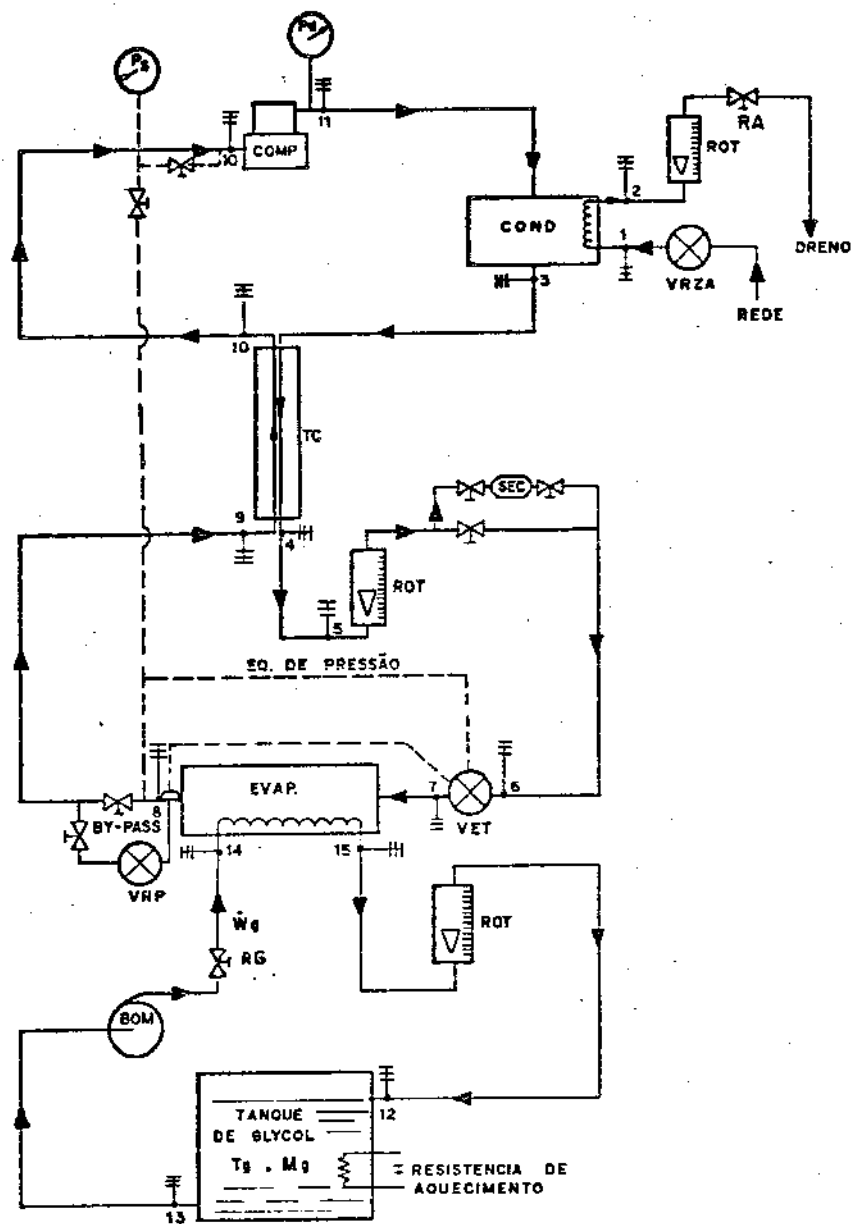 Pd
Ps
11
10
COMP
ROT
RA
2
COND
1
DRENO
VRZA
3
REDE
10
TC
SEC
9
4
ROT
5
EQ. DE PRESSÃO
EVAP.
7
6
8
VET
BY-PASS
14
15
VRP
ROT
Ẇg
RG
BOM
12
TANQUE
DE GLYCOL
Tg . Mg
RESISTENCIA DE
AQUECIMENTO
13